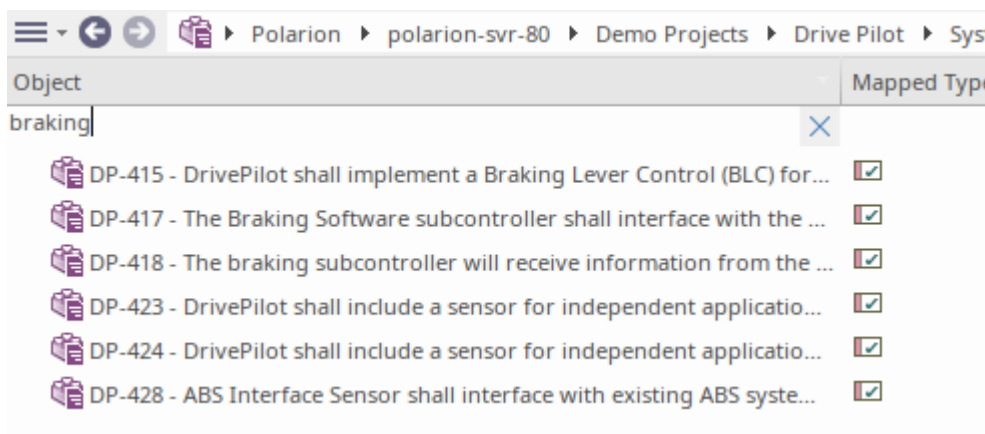 Polarion polarion-svr-80 Demo Projects Drive Pilot Sys
Object Mapped Type
braking
DP-415 - DrivePilot shall implement a Braking Lever Control (BLC) for...
DP-417 - The Braking Software subcontroller shall interface with the ...
DP-418 - The braking subcontroller will receive information from the ...
DP-423 - DrivePilot shall include a sensor for independent applicatio...
DP-424 - DrivePilot shall include a sensor for independent applicatio...
DP-428 - ABS Interface Sensor shall interface with existing ABS syste...